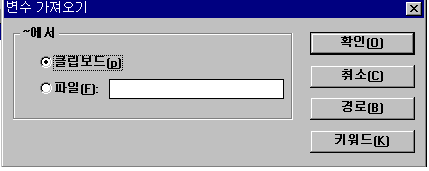 변수 가져오기
~에서
클립보드(p)
파일(F):
확인(O)
취소(C)
경로(B)
키워드(K)